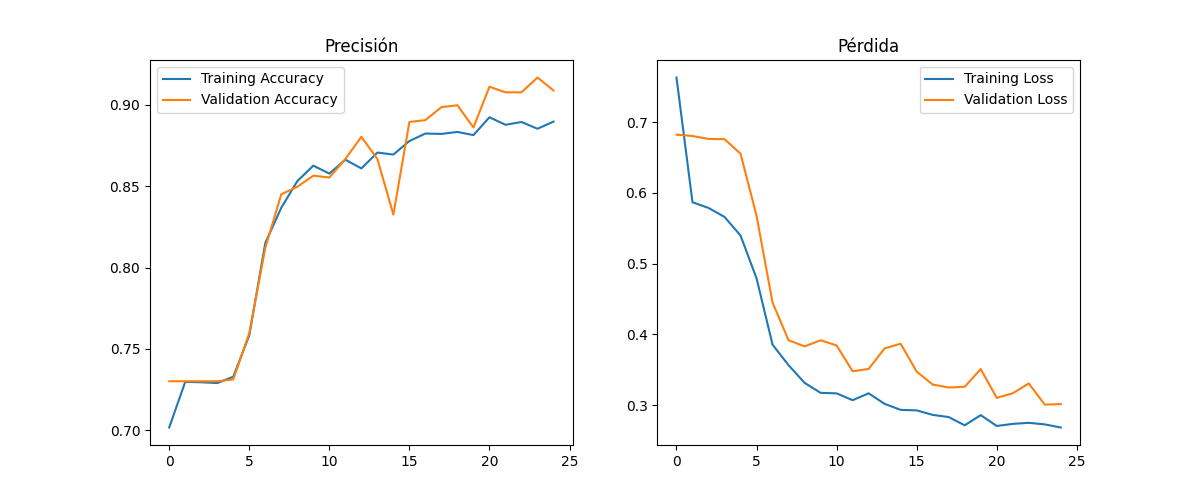 Precisión
Training Accuracy
Validation Accuracy
0.90
0.85
0.80
0.75
0.70
0 5 10 15 20 25
Pérdida
Training Loss
Validation Loss
0.7
0.6
0.5
0.4
0.3
0 5 10 15 20 25